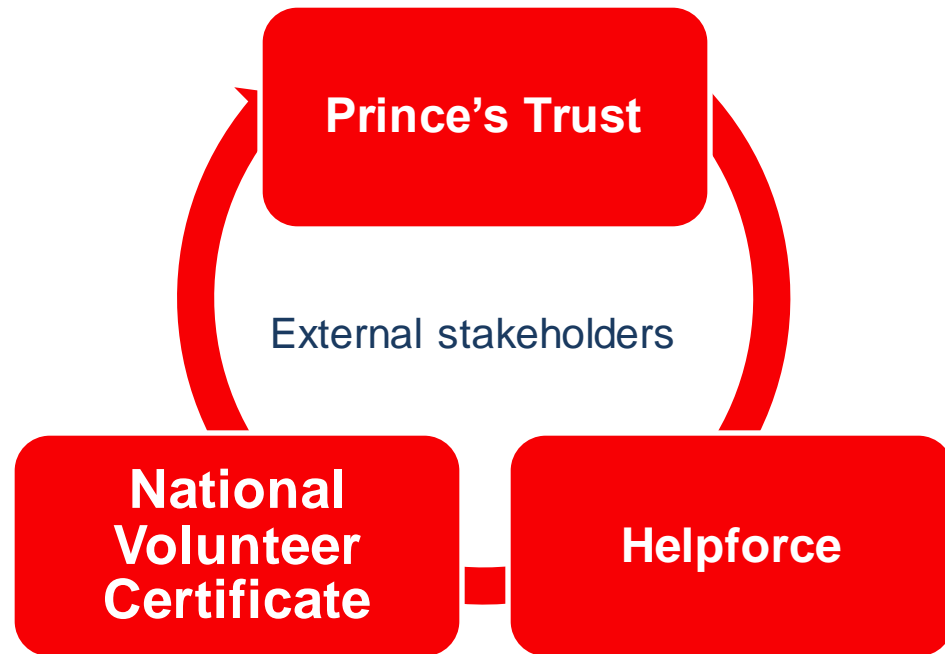 Prince’s Trust
External stakeholders
National
Volunteer
Certificate
Helpforce